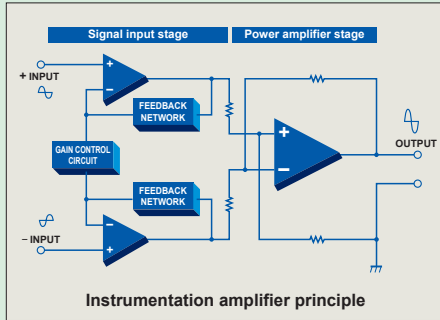 Signal input stage
Power amplifier stage
+ INPUT
+
−
FEEDBACK
NETWORK
GAIN CONTROL
CIRCUIT
+
−
OUTPUT
FEEDBACK
NETWORK
− INPUT
−
+
Instrumentation amplifier principle